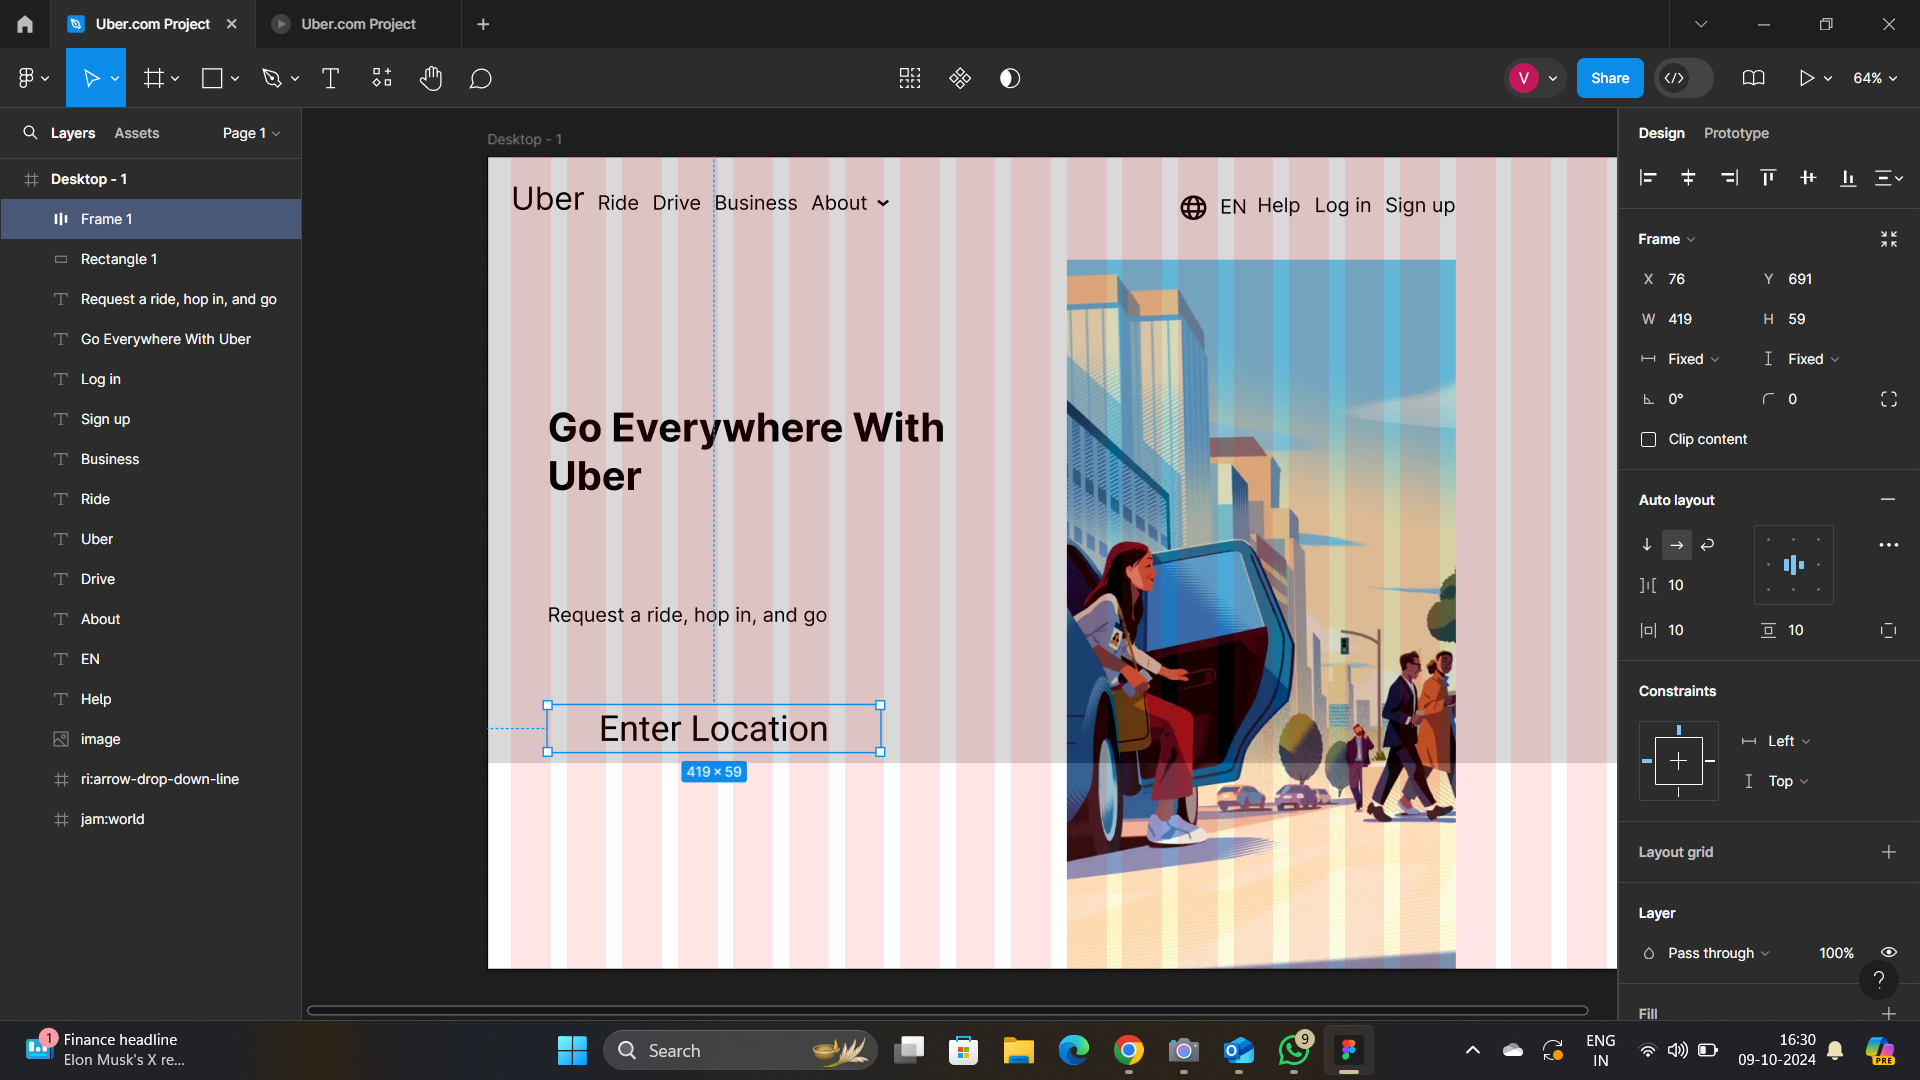 Uber.com Project
Uber.com Project
V
Share
64%
Layers
Assets
Page 1
Design
Prototype
Desktop - 1
Desktop - 1
Frame 1
Rectangle 1
Request a ride, hop in, and go
Go Everywhere With Uber
Log in
Sign up
Business
Ride
Uber
Drive
About
EN
Help
image
ri:arrow-drop-down-line
jam:world
Uber Ride Drive Business About
EN Help Log in Sign up
Go Everywhere With
Uber
Request a ride, hop in, and go
Enter Location
419 × 59
Frame
X 76 Y 691
W 419 H 59
Fixed Fixed
0° 0
Clip content
Auto layout
10
10 10
Constraints
Left
Top
Layout grid
Layer
Pass through 100%
?
Fill
1
Finance headline
Elon Musk's X re...
Search
9
PRE
ENG
IN
16:30
09-10-2024